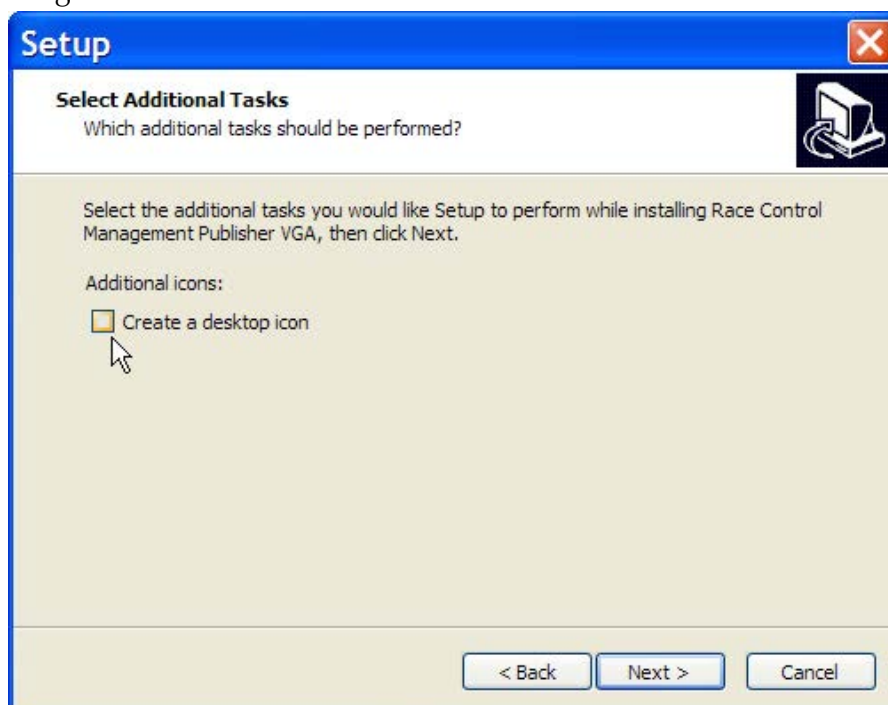 Setup
Select Additional Tasks
Which additional tasks should be performed?
Select the additional tasks you would like Setup to perform while installing Race Control
Management Publisher VGA, then click Next.
Additional icons:
Create a desktop icon
< Back Next > Cancel